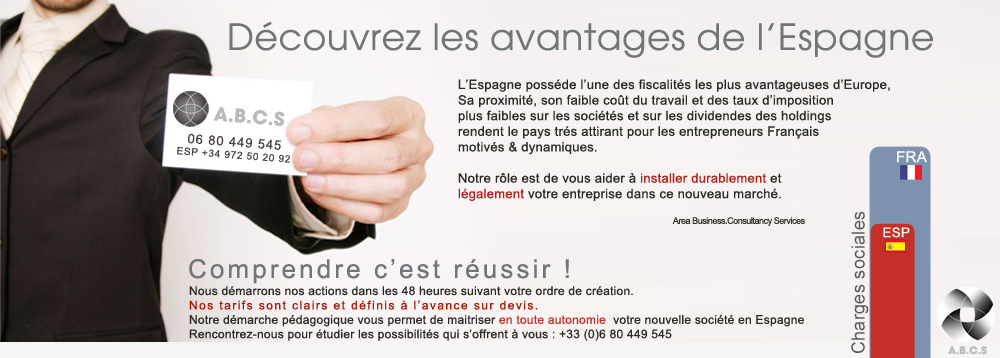 Découvrez les avantages de l'Espagne
A.B.C.S
06 80 449 545
ESP +34 972 50 20 92
L'Espagne posséde l'une des fiscalités les plus avantageuses d'Europe,
Sa proximité, son faible coût du travail et des taux d'imposition
plus faibles sur les sociétés et sur les dividendes des holdings
rendent le pays trés attirant pour les entrepreneurs Français
motivés & dynamiques.
Notre rôle est de vous aider à installer durablement et
légalement votre entreprise dans ce nouveau marché.
Area Business.Consultancy Services
Comprendre c'est réussir !
Nous démarrons nos actions dans les 48 heures suivant votre ordre de création.
Nos tarifs sont clairs et définis à l'avance sur devis.
Notre démarche pédagogique vous permet de maitriser en toute autonomie votre nouvelle société en Espagne
Rencontrez-nous pour étudier les possibilités qui s'offrent à vous : +33 (0)6 80 449 545
Charges sociales
FRA
ESP
A.B.C.S